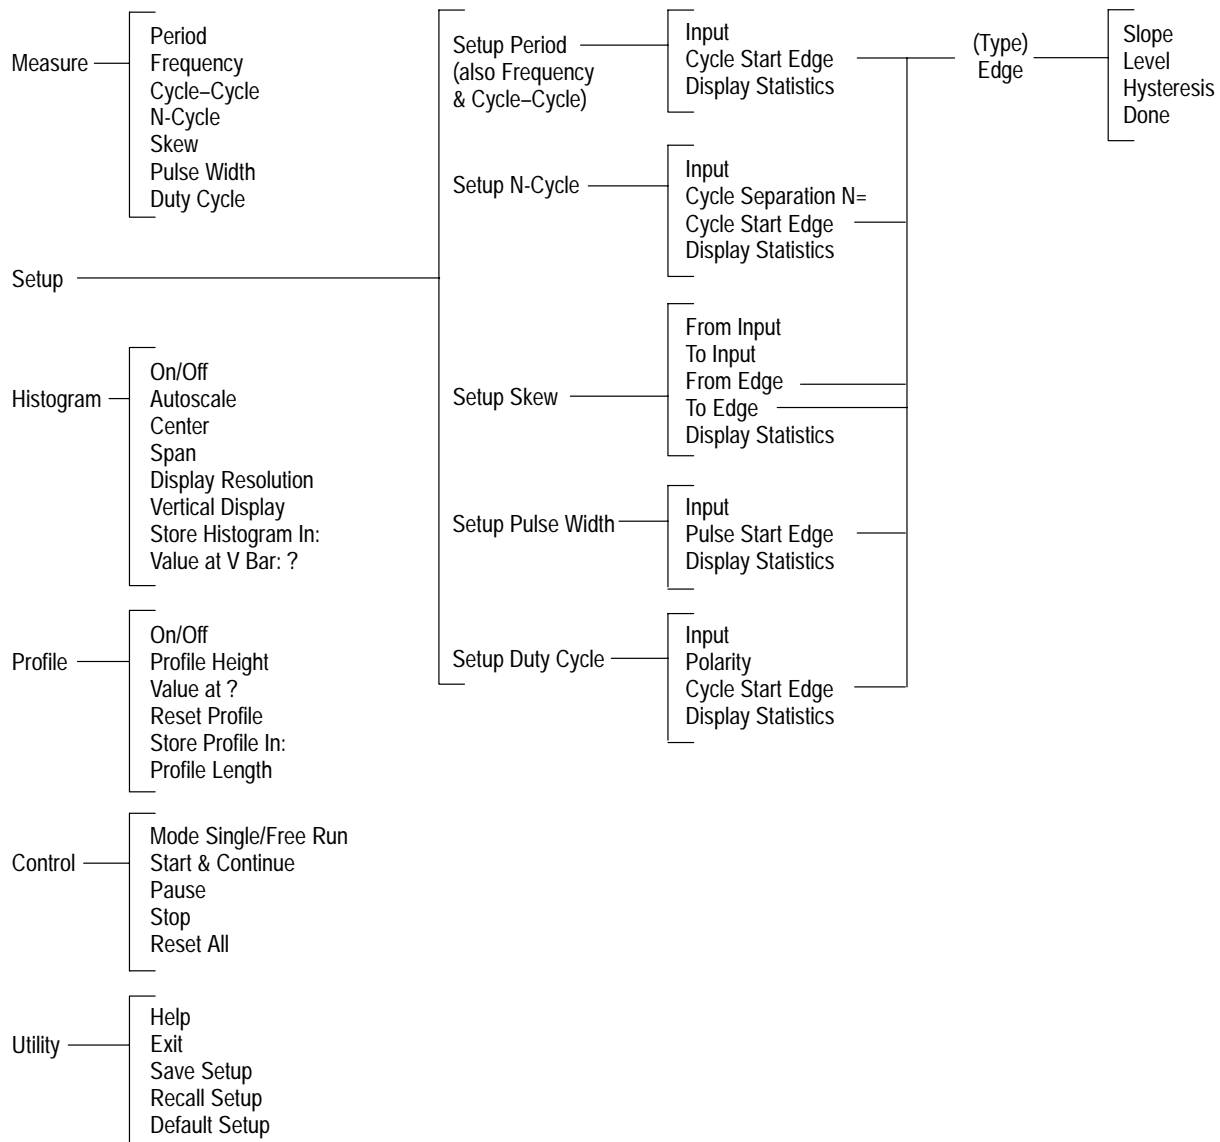 Measure
Period
Frequency
Cycle–Cycle
N-Cycle
Skew
Pulse Width
Duty Cycle
Setup
Setup Period
(also Frequency
& Cycle–Cycle)
Input
Cycle Start Edge
Display Statistics
Setup N-Cycle
Input
Cycle Separation N=
Cycle Start Edge
Display Statistics
Setup Skew
From Input
To Input
From Edge
To Edge
Display Statistics
Setup Pulse Width
Input
Pulse Start Edge
Display Statistics
Setup Duty Cycle
Input
Polarity
Cycle Start Edge
Display Statistics
(Type)
Edge
Slope
Level
Hysteresis
Done
Histogram
On/Off
Autoscale
Center
Span
Display Resolution
Vertical Display
Store Histogram In:
Value at V Bar: ?
Profile
On/Off
Profile Height
Value at ?
Reset Profile
Store Profile In:
Profile Length
Control
Mode Single/Free Run
Start & Continue
Pause
Stop
Reset All
Utility
Help
Exit
Save Setup
Recall Setup
Default Setup